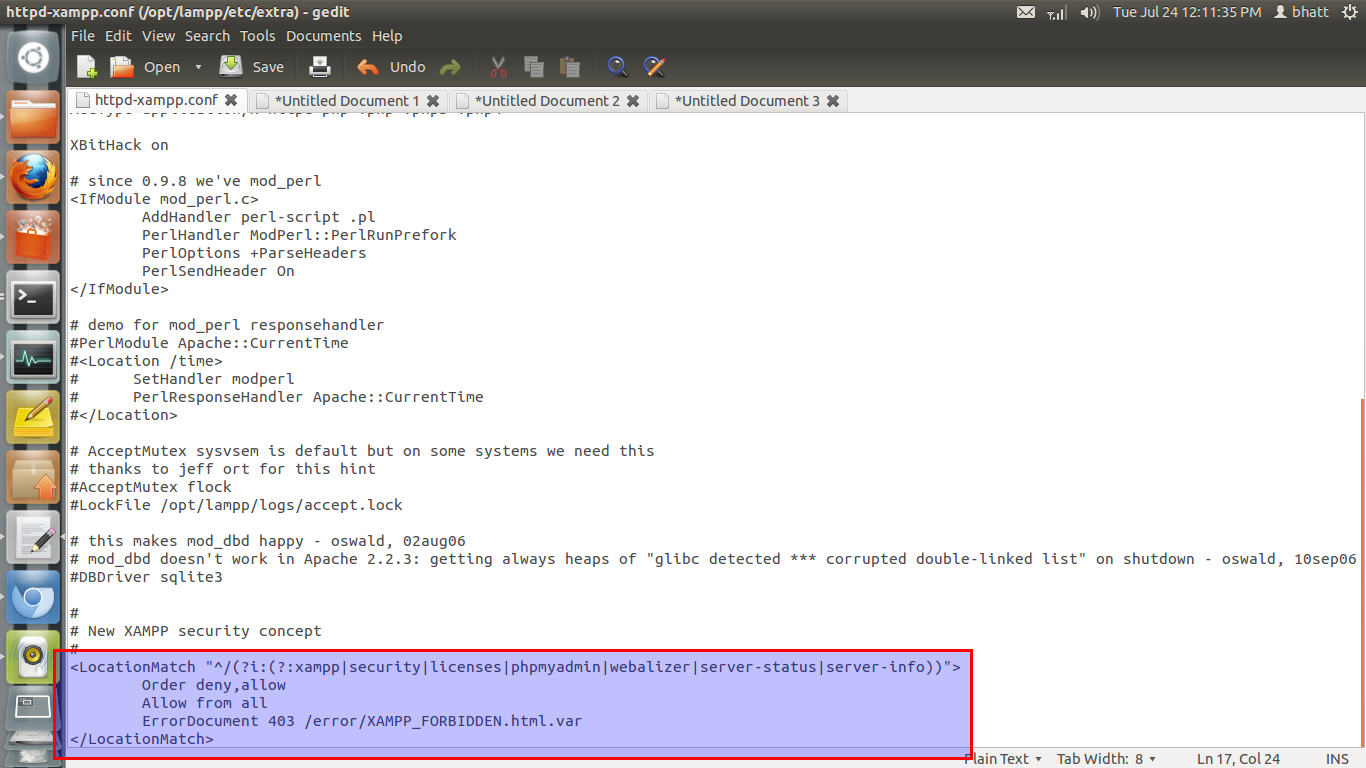 httpd-xampp.conf (/opt/lampp/etc/extra) - gedit
Tue Jul 24 12:11:35 PM bhatt
File Edit View Search Tools Documents Help
Open Save Undo
httpd-xampp.conf *Untitled Document 1 *Untitled Document 2 *Untitled Document 3
XBitHack on
# since 0.9.8 we've mod_perl
<IfModule mod_perl.c>
        AddHandler perl-script .pl
        PerlHandler ModPerl::PerlRunPrefork
        PerlOptions +ParseHeaders
        PerlSendHeader On
</IfModule>
# demo for mod_perl responsehandler
#PerlModule Apache::CurrentTime
#<Location /time>
#      SetHandler modperl
#      PerlResponseHandler Apache::CurrentTime
#</Location>
# AcceptMutex sysvsem is default but on some systems we need this
# thanks to jeff ort for this hint
#AcceptMutex flock
#LockFile /opt/lampp/logs/accept.lock
# this makes mod_dbd happy - oswald, 02aug06
# mod_dbd doesn't work in Apache 2.2.3: getting always heaps of "glibc detected *** corrupted double-linked list" on shutdown - oswald, 10sep06
#DBDriver sqlite3
#
# New XAMPP security concept
#
<LocationMatch "^/(?i:(?:xampp|security|licenses|phpmyadmin|webalizer|server-status|server-info))">
        Order deny,allow
        Allow from all
        ErrorDocument 403 /error/XAMPP_FORBIDDEN.html.var
</LocationMatch>
Plain Text Tab Width: 8 Ln 17, Col 24 INS